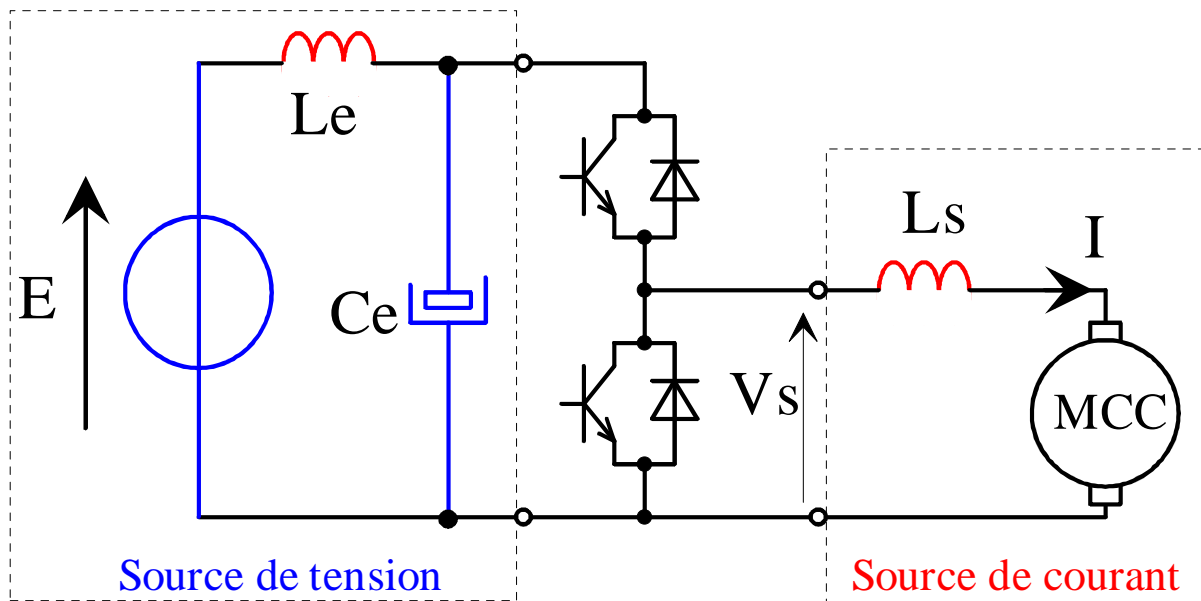 Le
E
Ce
Ls
I
Vs
MCC
Source de tension
Source de courant